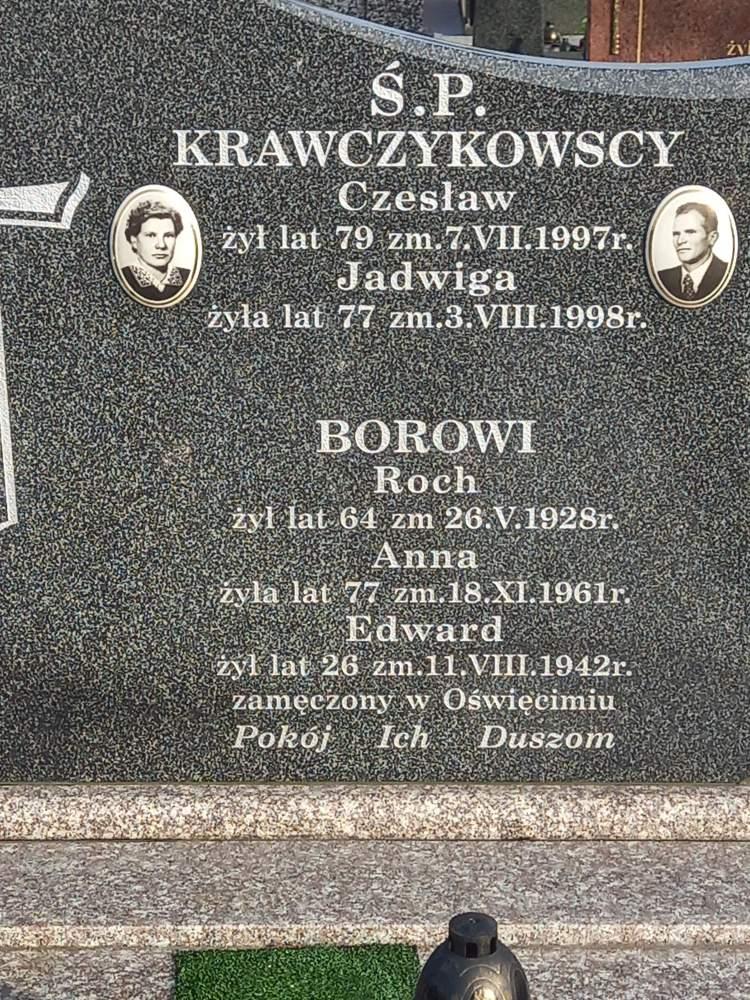 Ś.P.
KRAWCZYKOWSCY
Czesław
żył lat 79 zm.7.VII.1997r.
Jadwiga
żyła lat 77 zm.3.VIII.1998r.
BOROWI
Roch
żył lat 64 zm 26.V.1928r.
Anna
żyła lat 77 zm.18.XI.1961r.
Edward
żył lat 26 zm.11.VIII.1942r.
zamęczony w Oświęcimiu
Pokój Ich Duszom